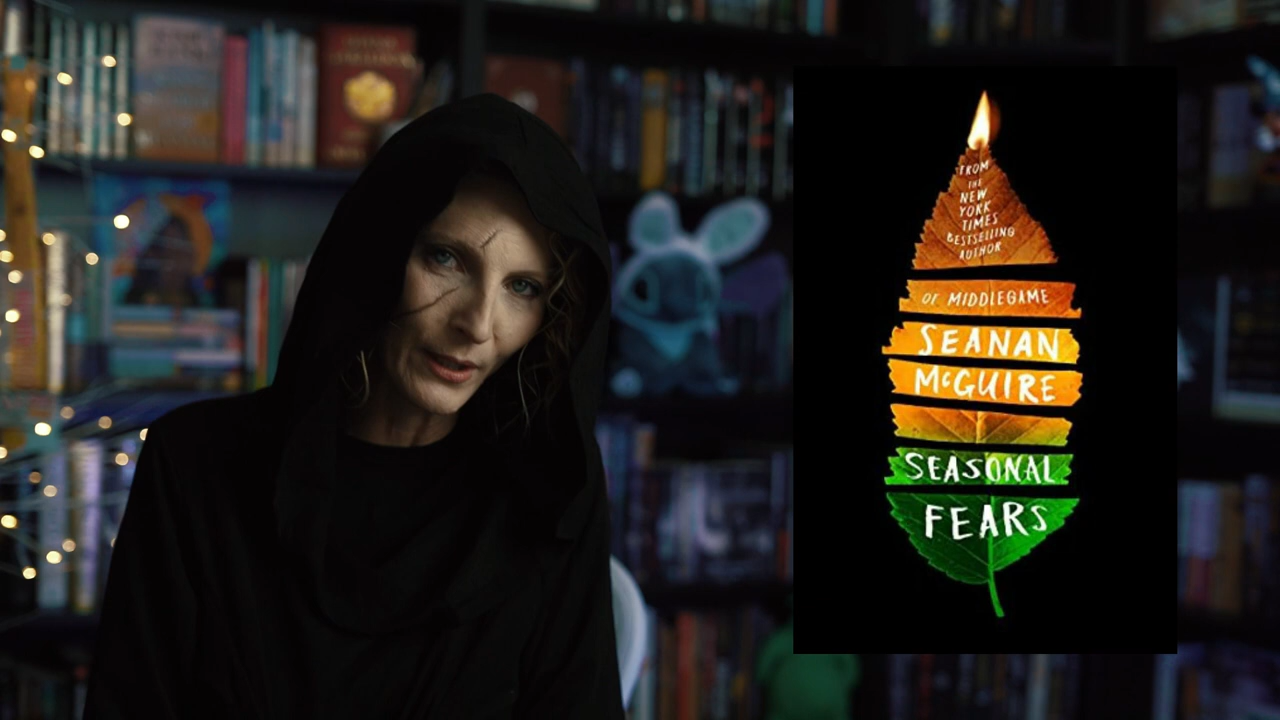 FROM
THE
NEW
YORK
TIMES
BESTSELLING
AUTHOR
OF MIDDLEGAME
SEANAN
McGUIRE
SEASONAL
FEARS